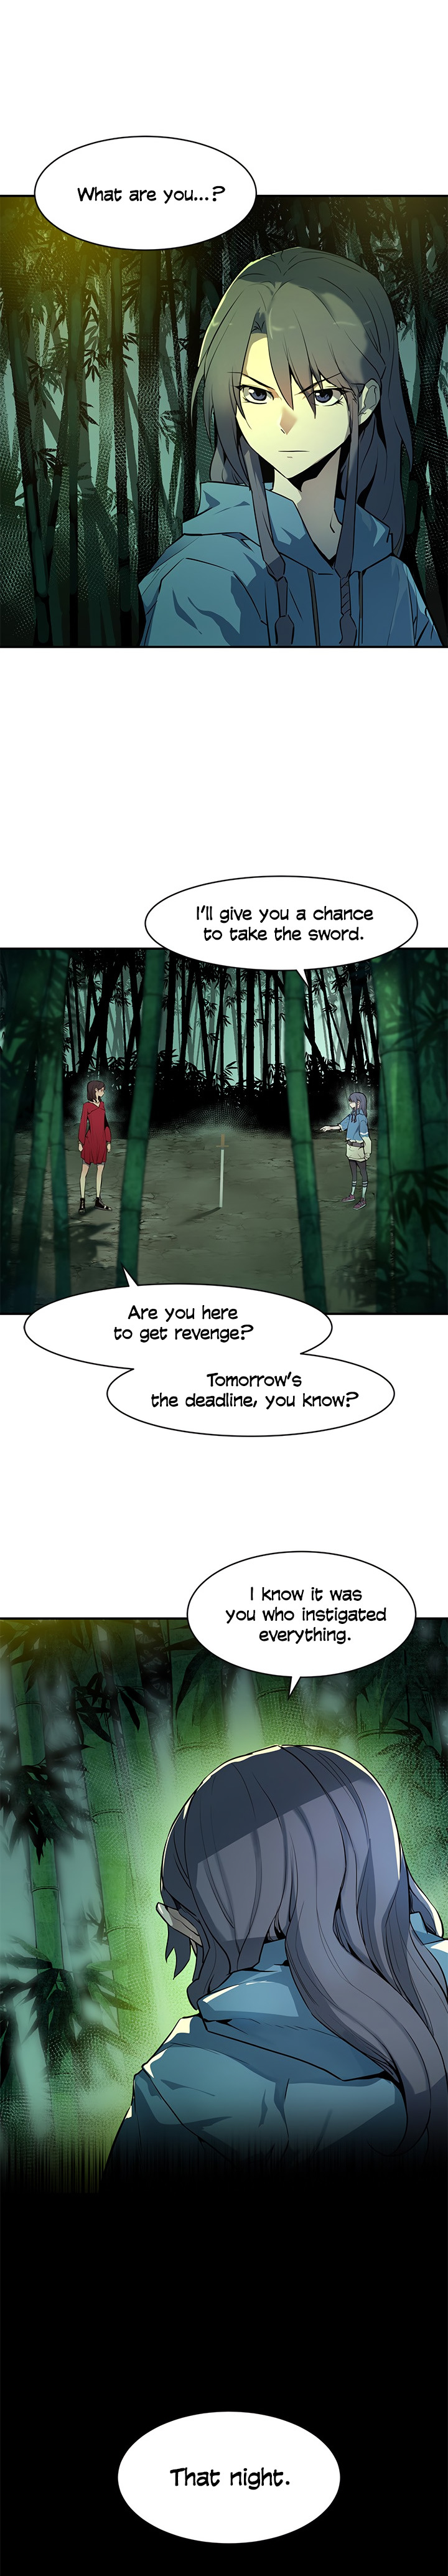 What are you...?
I'll give you a chance
to take the sword.
Are you here
to get revenge?
Tomorrow's
the deadline, you know?
I know it was
you who instigated
everything.
That night.